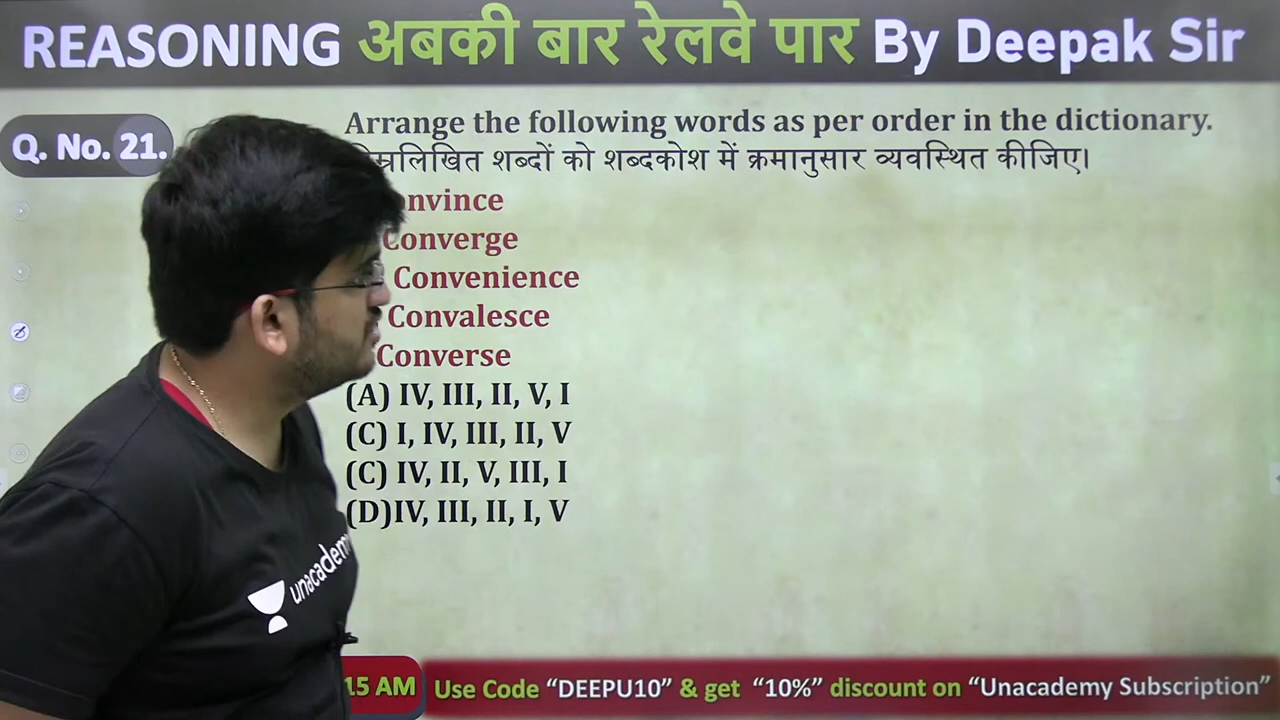 REASONING अबकी बार रेलवे पार By Deepak Sir
Q. No. 21.
Arrange the following words as per order in the dictionary.
शब्दों को शब्दकोश में क्रमानुसार व्यवस्थित कीजिए।
Converge
Convenience
Convalesce
Converse
(A) IV, III, II, V, I
(C) I, IV, III, II, V
(C) IV, II, V, III, I
(D)IV, III, II, I, V
unacademy
15 AM
Use Code “DEEPU10” & get “10%” discount on “Unacademy Subscription”